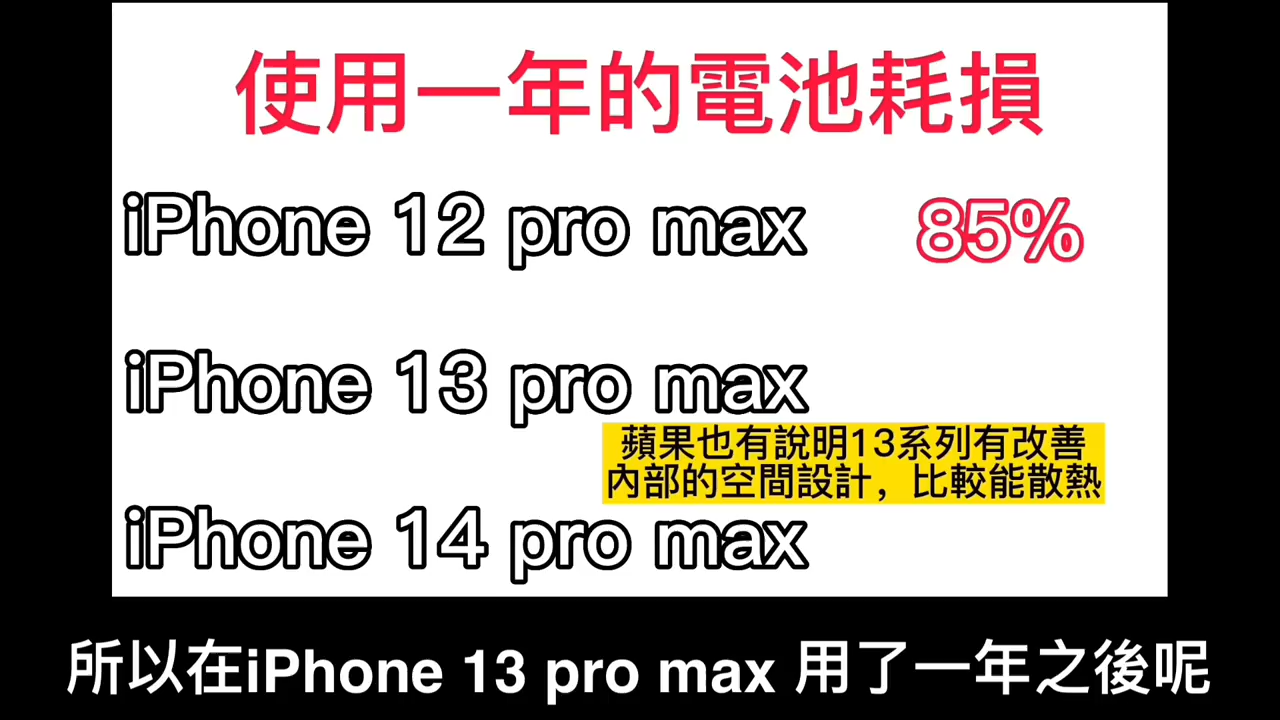 使用一年的電池耗損
iPhone 12 pro max 85%
iPhone 13 pro max
蘋果也有說明13系列有改善
內部的空間設計，比較能散熱
iPhone 14 pro max
所以在iPhone 13 pro max 用了一年之後呢